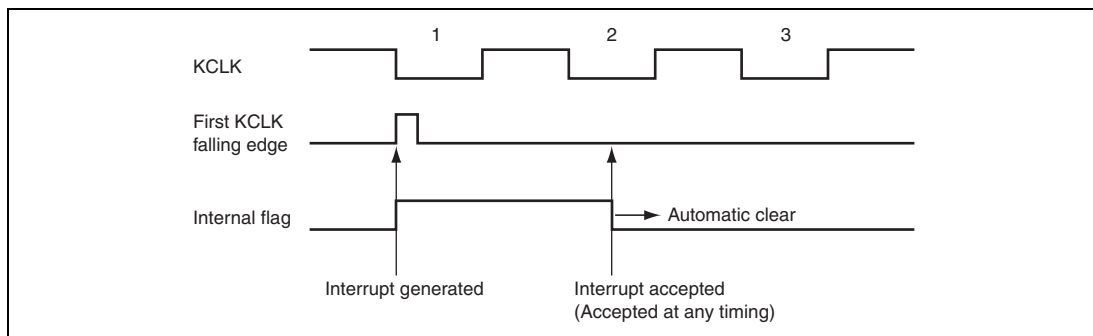 1 2 3
KCLK
First KCLK
falling edge
Internal flag
Automatic clear
Interrupt generated
Interrupt accepted
(Accepted at any timing)